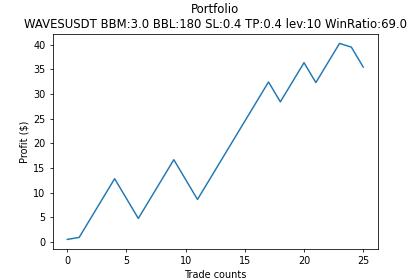 Portfolio
WAVESUSDT BBM:3.0 BBL:180 SL:0.4 TP:0.4 lev:10 WinRatio:69.0
40
35
30
25
20
15
10
5
0
Profit ($)
0 5 10 15 20 25
Trade counts